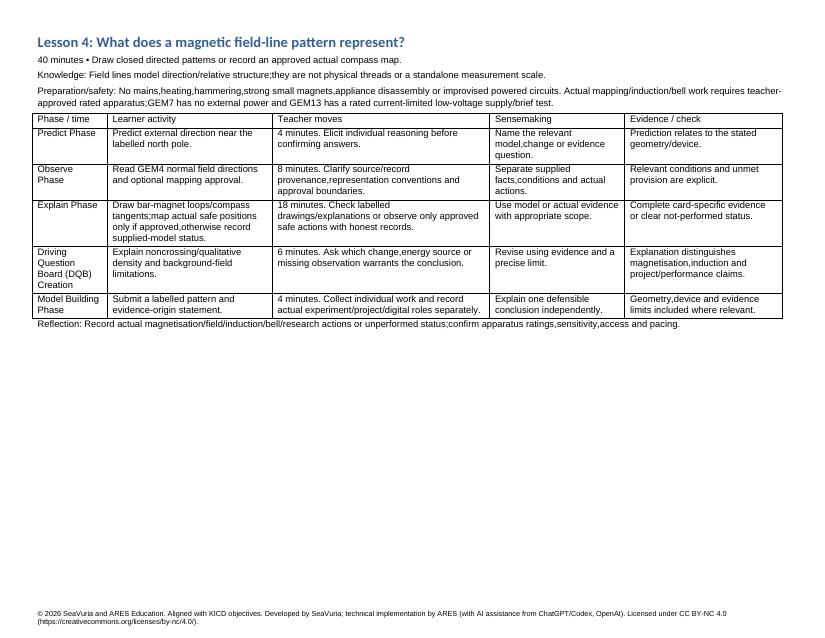 Lesson 4: What does a magnetic field-line pattern represent?
40 minutes • Draw closed directed patterns or record an approved actual compass map.
Knowledge: Field lines model direction/relative structure;they are not physical threads or a standalone measurement scale.
Preparation/safety: No mains,heating,hammering,strong small magnets,appliance disassembly or improvised powered circuits. Actual mapping/induction/bell work requires teacher-
approved rated apparatus;GEM7 has no external power and GEM13 has a rated current-limited low-voltage supply/brief test.
Phase / time
Learner activity
Teacher moves
Sensemaking
Evidence / check
Predict Phase
Predict external direction near the
labelled north pole.
4 minutes. Elicit individual reasoning before
confirming answers.
Name the relevant
model,change or evidence
question.
Prediction relates to the stated
geometry/device.
Observe
Phase
Read GEM4 normal field directions
and optional mapping approval.
8 minutes. Clarify source/record
provenance,representation conventions and
approval boundaries.
Separate supplied
facts,conditions and actual
actions.
Relevant conditions and unmet
provision are explicit.
Explain Phase
Draw bar-magnet loops/compass
tangents;map actual safe positions
only if approved,otherwise record
supplied-model status.
18 minutes. Check labelled
drawings/explanations or observe only approved
safe actions with honest records.
Use model or actual evidence
with appropriate scope.
Complete card-specific evidence
or clear not-performed status.
Driving
Question
Board (DQB)
Creation
Explain noncrossing/qualitative
density and background-field
limitations.
6 minutes. Ask which change,energy source or
missing observation warrants the conclusion.
Revise using evidence and a
precise limit.
Explanation distinguishes
magnetisation,induction and
project/performance claims.
Model Building
Phase
Submit a labelled pattern and
evidence-origin statement.
4 minutes. Collect individual work and record
actual experiment/project/digital roles separately.
Explain one defensible
conclusion independently.
Geometry,device and evidence
limits included where relevant.
Reflection: Record actual magnetisation/field/induction/bell/research actions or unperformed status;confirm apparatus ratings,sensitivity,access and pacing.
© 2026 SeaVuria and ARES Education. Aligned with KICD objectives. Developed by SeaVuria; technical implementation by ARES (with AI assistance from ChatGPT/Codex, OpenAI). Licensed under CC BY-NC 4.0
(https://creativecommons.org/licenses/by-nc/4.0/).